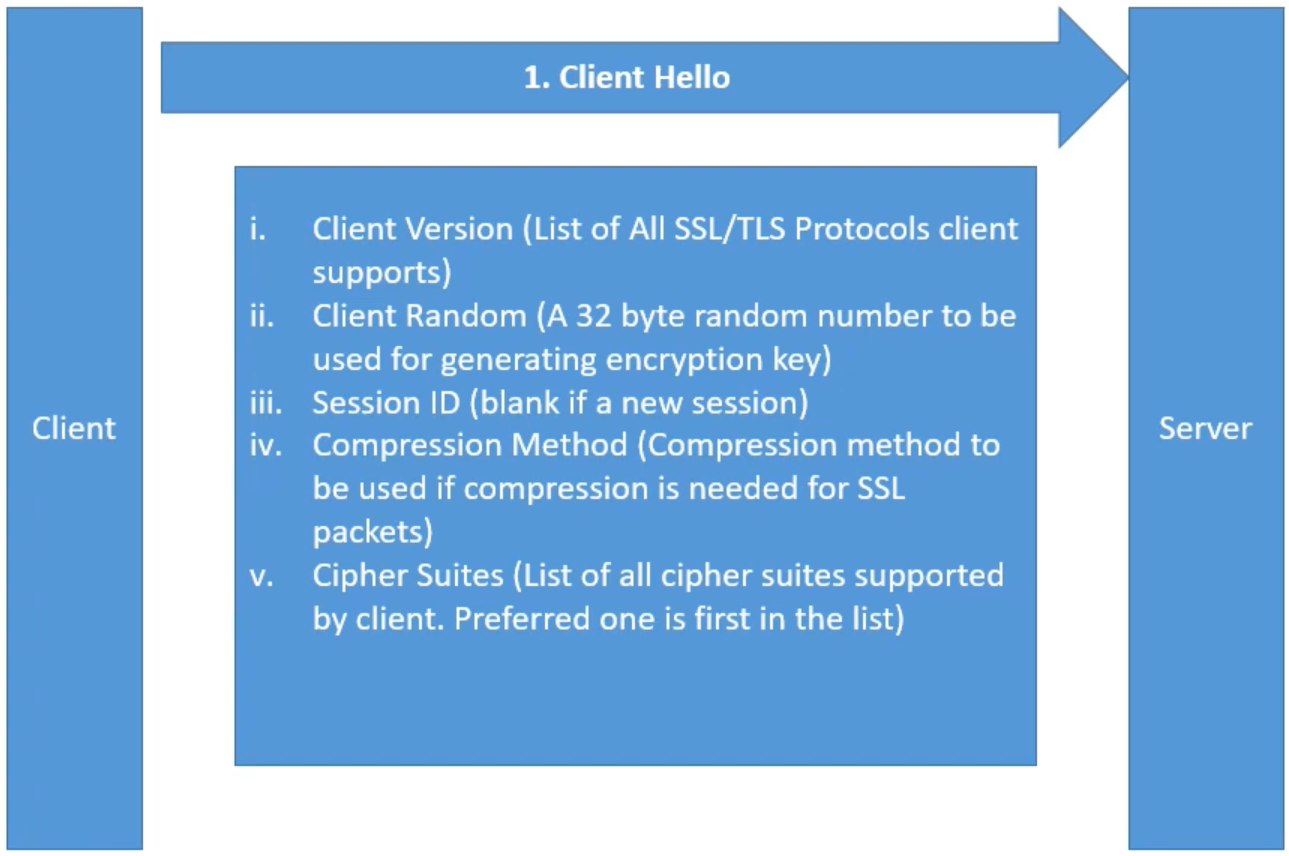 1. Client Hello
i. Client Version (List of All SSL/TLS Protocols client
supports)
ii. Client Random (A 32 byte random number to be
used for generating encryption key)
iii. Session ID (blank if a new session)
iv. Compression Method (Compression method to
be used if compression is needed for SSL
packets)
v. Cipher Suites (List of all cipher suites supported
by client. Preferred one is first in the list)
Client
Server